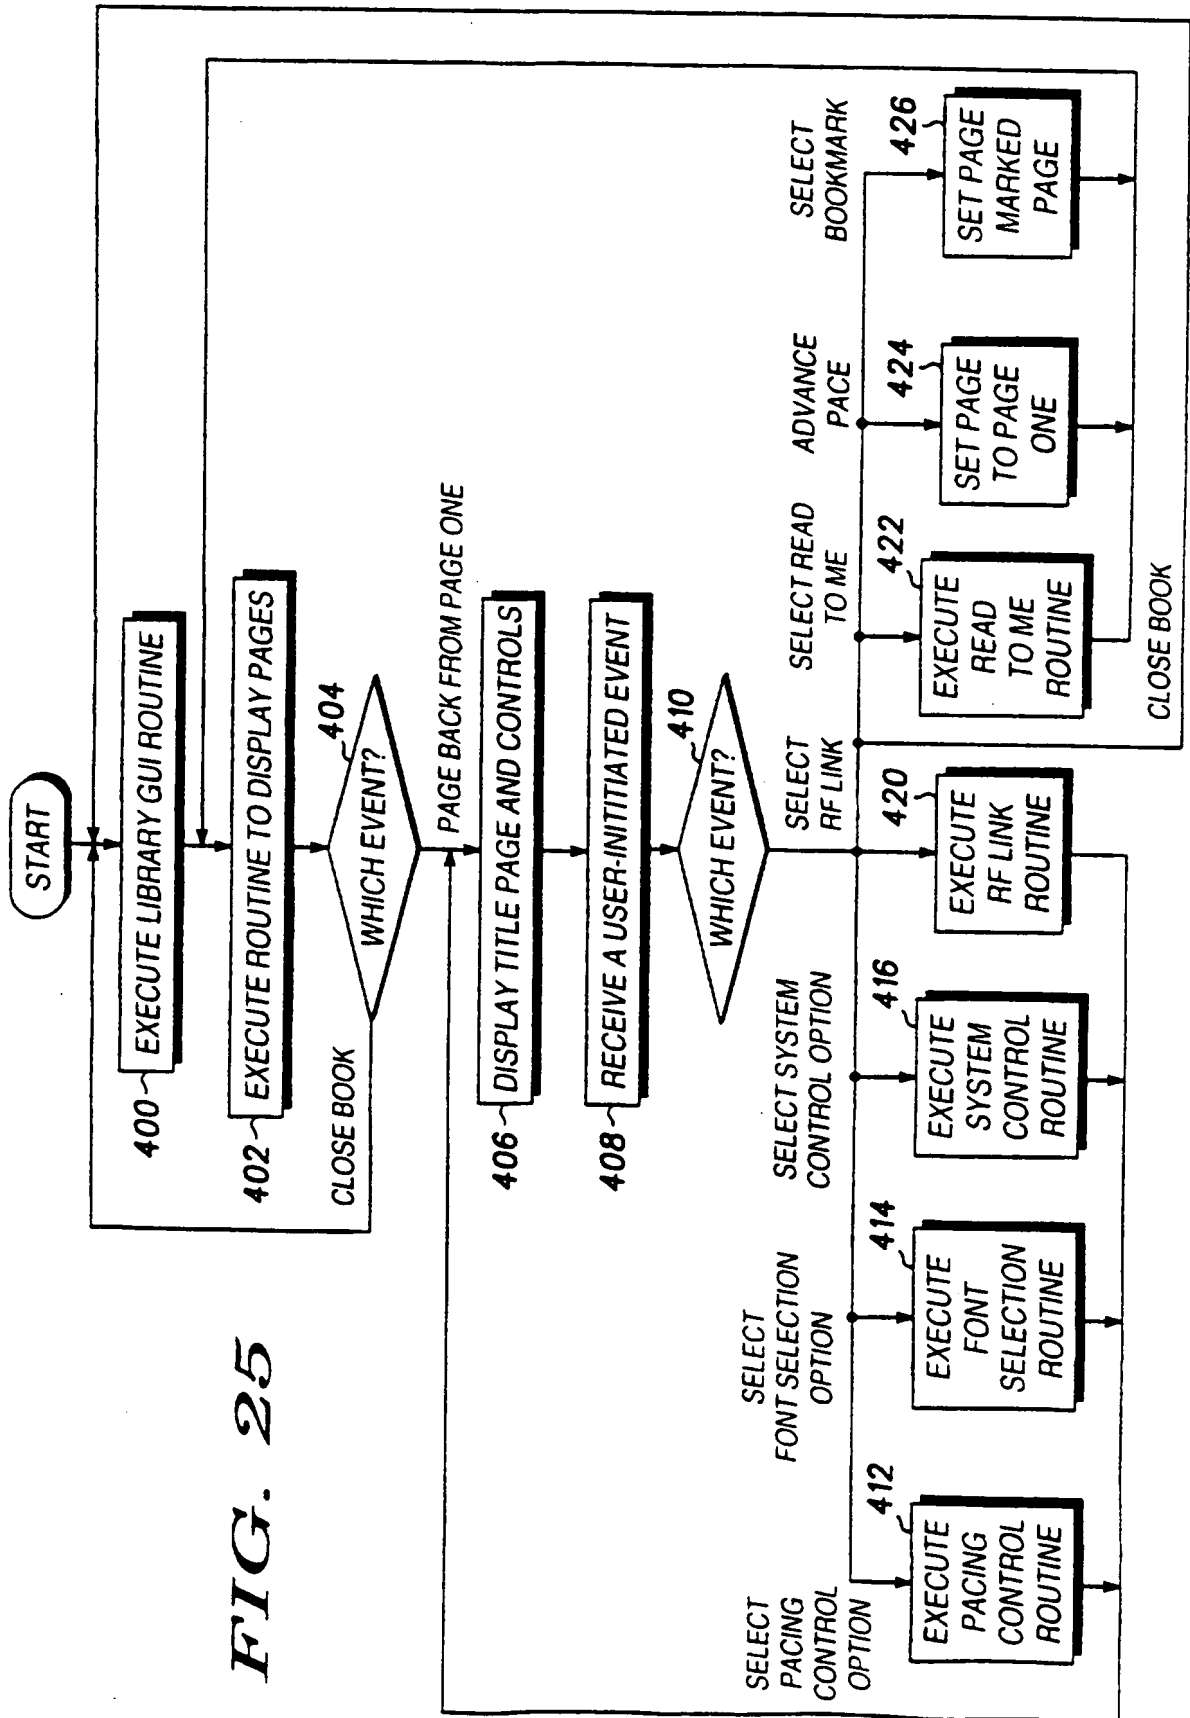 START
400
EXECUTE LIBRARY GUI ROUTINE
402
EXECUTE ROUTINE TO DISPLAY PAGES
404
WHICH EVENT?
CLOSE BOOK
PAGE BACK FROM PAGE ONE
406
DISPLAY TITLE PAGE AND CONTROLS
408
RECEIVE A USER-INITITIATED EVENT
410
WHICH EVENT?
SELECT
PACING
CONTROL
OPTION
412
EXECUTE
PACING
CONTROL
ROUTINE
SELECT
FONT SELECTION
OPTION
414
EXECUTE
FONT
SELECTION
ROUTINE
SELECT SYSTEM
CONTROL OPTION
416
EXECUTE
SYSTEM
CONTROL
ROUTINE
SELECT
RF LINK
420
EXECUTE
RF LINK
ROUTINE
SELECT READ
TO ME
422
EXECUTE
READ
TO ME
ROUTINE
ADVANCE
PACE
424
SET PAGE
TO PAGE
ONE
SELECT
BOOKMARK
426
SET PAGE
MARKED
PAGE
CLOSE BOOK
FIG. 25